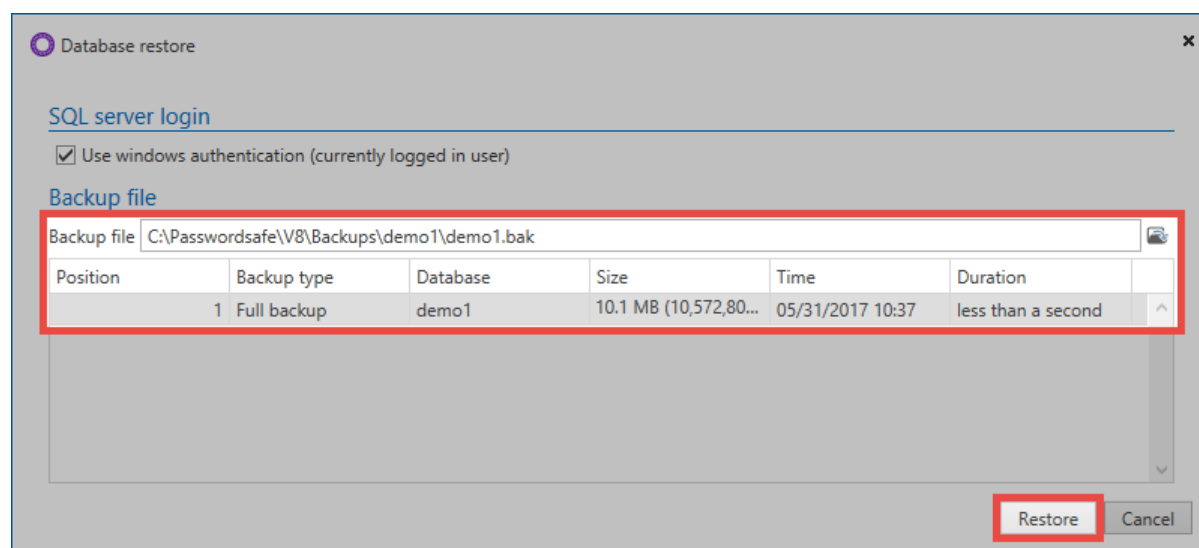 Database restore
SQL server login
Use windows authentication (currently logged in user)
Backup file
Backup file C:\Passwordsafe\V8\Backups\demo1\demo1.bak
Position Backup type Database Size Time Duration
1 Full backup demo1 10.1 MB (10,572,80... 05/31/2017 10:37 less than a second
Restore Cancel